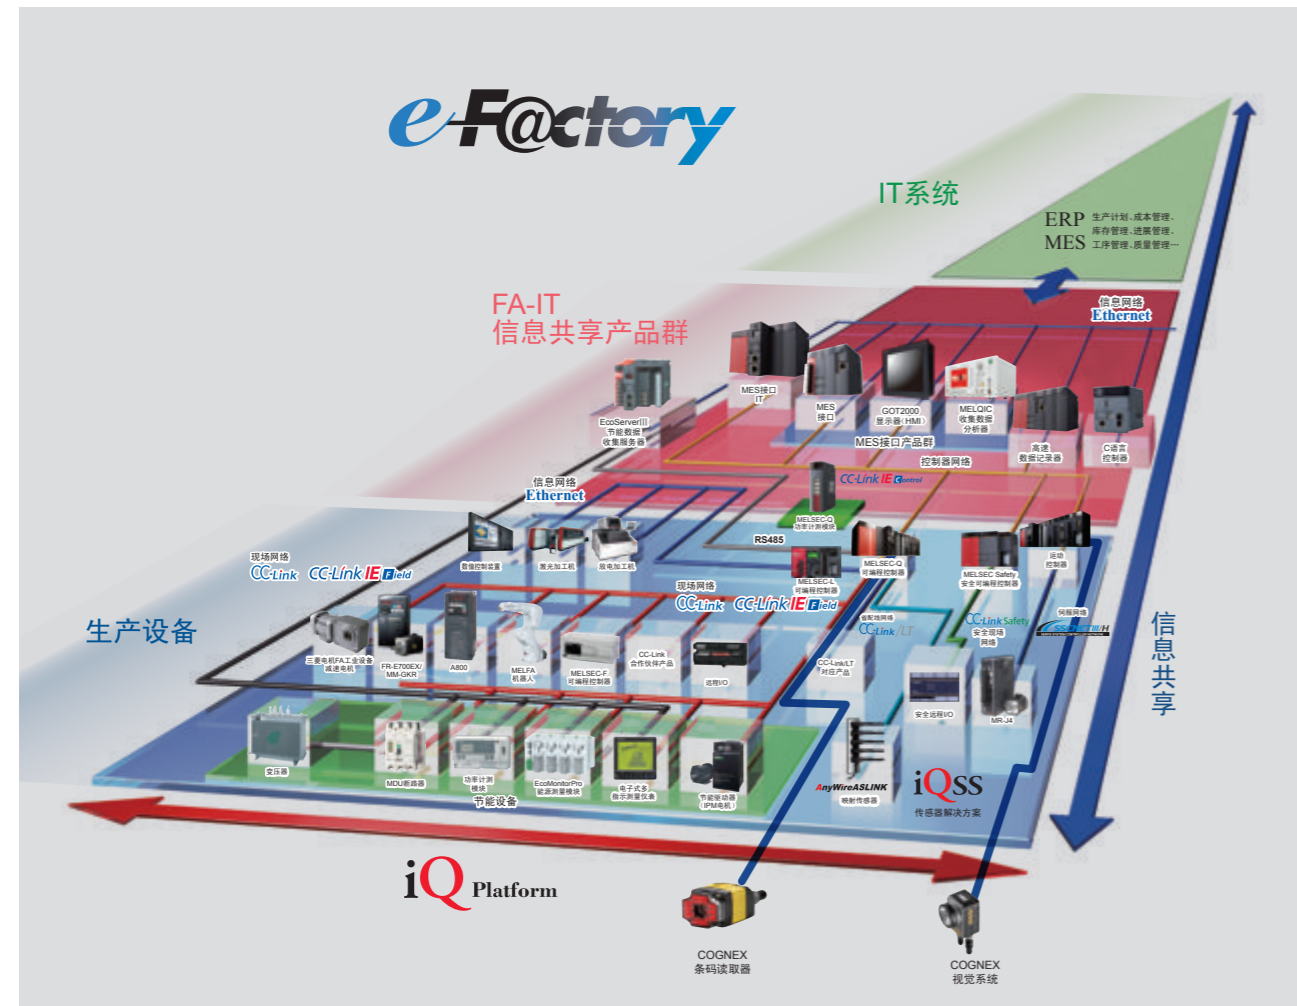 e-F@ctory
IT系统
ERP 生产计划、成本管理、
库存管理、进展管理、
MES 工序管理、质量管理…
FA-IT
信息共享产品群
信息网络
Ethernet
MES接口
IT
MES
接口
GOT2000
显示器(HMI)
MELQIC
收集数据
分析器
高速
数据记录器
C语言
控制器
EcoServerIII
节能数据
收集服务器
MES接口产品群
控制器网络
CC-Link IE Control
信息网络
Ethernet
MELSEC-Q
功率计测模块
RS485
数值控制装置
激光加工机
放电加工机
MELSEC-L
可编程控制器
MELSEC-Q
可编程控制器
MELSEC Safety
安全可编程控制器
运动
控制器
现场网络
CC-Link CC-Link IE Field
现场网络
CC-Link CC-Link IE Field
省配线网络
CC-Link/LT
CC-Link Safety
安全现场
网络
伺服网络
SSCNETIII/H
SERVO SYSTEM CONTROLLER NETWORK
生产设备
三菱电机FA工业设备
减速电机
FR-E700EX/
MM-GKR
A800
MELFA
机器人
MELSEC-F
可编程控制器
CC-Link
合作伙伴产品
远程I/O
CC-Link/LT
对应产品
安全远程I/O
MR-J4
信息共享
变压器
MDU断路器
功率计测
模块
EcoMonitorPro
能源测量模块
电子式多
指示测量仪表
节能驱动器
(IPM电机)
节能设备
AnyWireASLINK
映射传感器
iQSS
传感器解决方案
iQ Platform
COGNEX
条码读取器
COGNEX
视觉系统